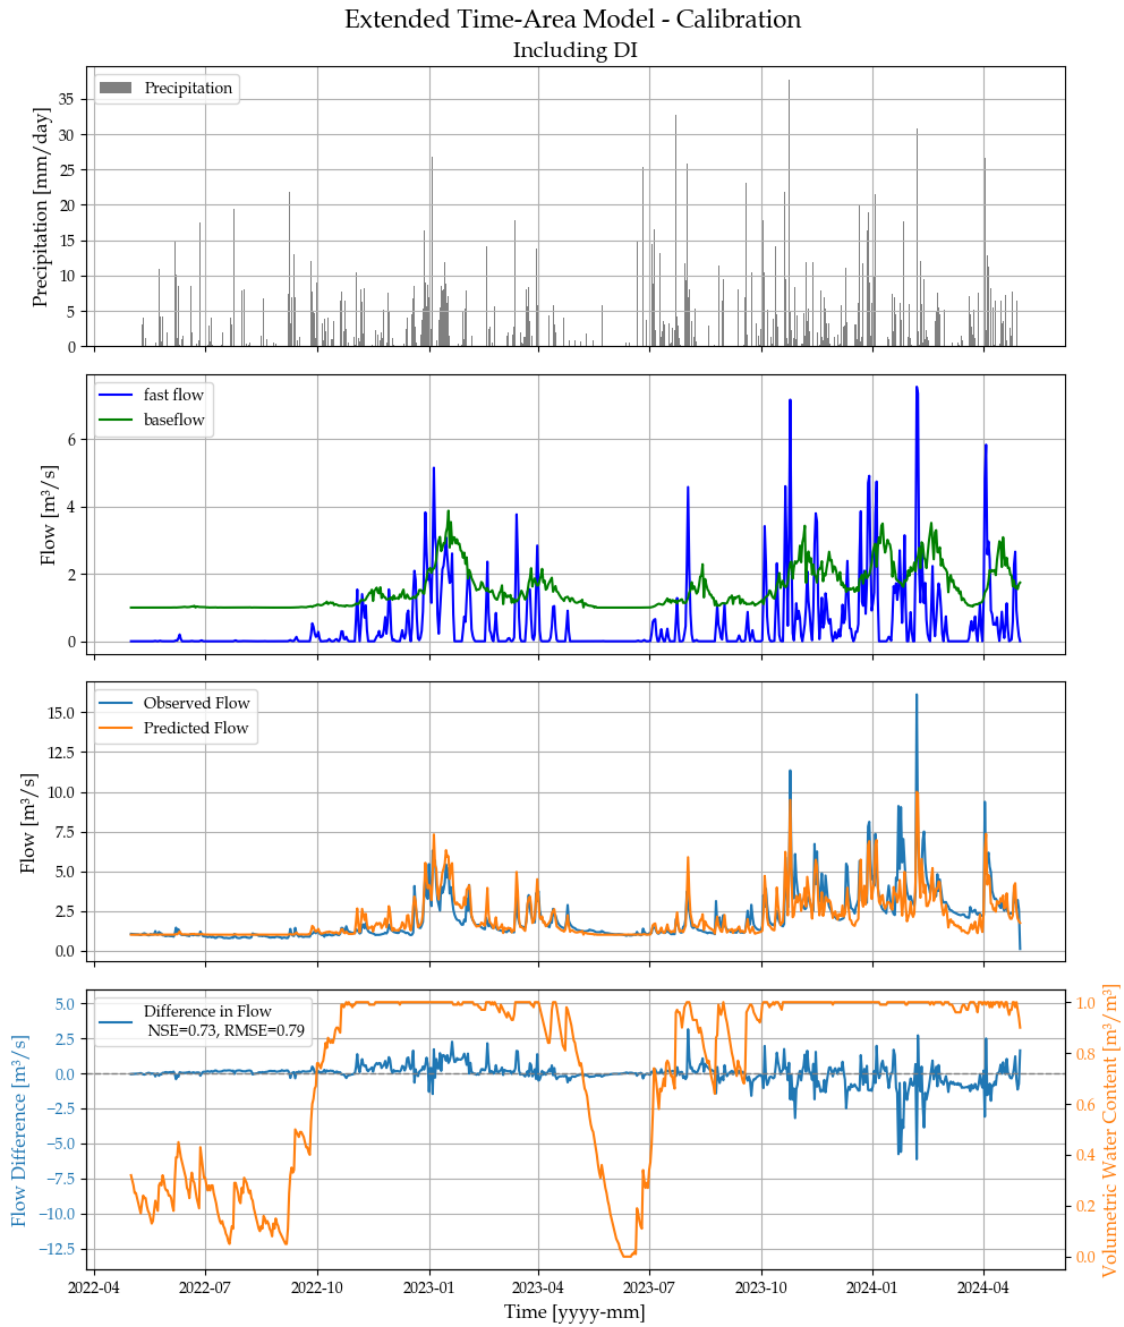 Extended Time-Area Model - Calibration
Including DI
Precipitation
Precipitation [mm/day]
35
30
25
20
15
10
5
0
fast flow
baseflow
Flow [m³/s]
6
4
2
0
Observed Flow
Predicted Flow
Flow [m³/s]
15.0
12.5
10.0
7.5
5.0
2.5
0.0
Difference in Flow
NSE=0.73, RMSE=0.79
Flow Difference [m³/s]
5.0
2.5
0.0
−2.5
−5.0
−7.5
−10.0
−12.5
1.0
0.8
0.6
0.4
0.2
0.0
Volumetric Water Content [m³/m³]
2022-04 2022-07 2022-10 2023-01 2023-04 2023-07 2023-10 2024-01 2024-04
Time [yyyy-mm]